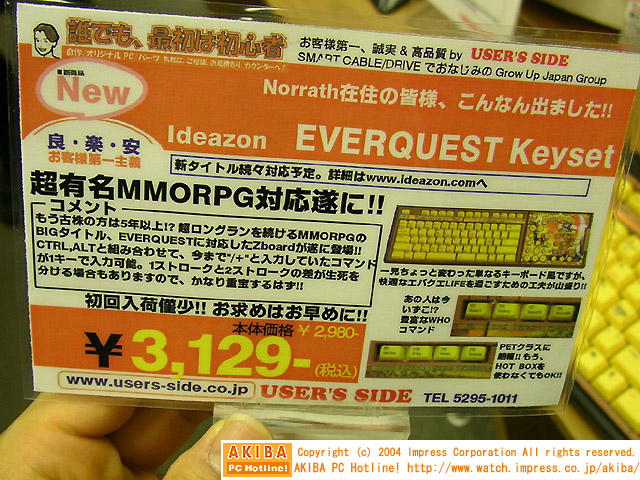 誰でも、最初は初心者
自作/オリジナルPC/パーツ
お客様第一、誠実 & 高品質 by USER'S SIDE
SMART CABLE/DRIVE でおなじみの Grow Up Japan Group
■新商品
New
Norrath在住の皆様、こんなん出ました!!
良・楽・安
お客様第一主義
Ideazon EVERQUEST Keyset
新タイトル続々対応予定。詳細はwww.ideazon.comへ
超有名MMORPG対応遂に!!
コメント
もう古株の方は5年以上!? 超ロングランを続けるMMORPGの
BIGタイトル、EVERQUESTに対応したZboardが遂に登場!!
CTRL,ALTと組み合わせて、今まで"/+"と入力していたコマンド
が1キーで入力可能。1ストロークと2ストロークの差が生死を
分ける場合もありますので、かなり重宝するはず!!
一見ちょっと変わった単なるキーボード風ですが、
快適なエバクエLIFEを過ごすための工夫が山盛り!!
あの人は今
いずこ!?
豊富なWHO
コマンド
初回入荷僅少!! お求めはお早めに!!
本体価格 ¥ 2,980-
¥3,129-(税込)
PETクラスに
朗報!! もう、
HOT BOXを
使わなくてもOK!!
www.users-side.co.jp USER'S SIDE TEL 5295-1011
AKIBA PC Hotline!
Copyright (c) 2004 Impress Corporation All rights reserved.
AKIBA PC Hotline! http://www.watch.impress.co.jp/akiba/